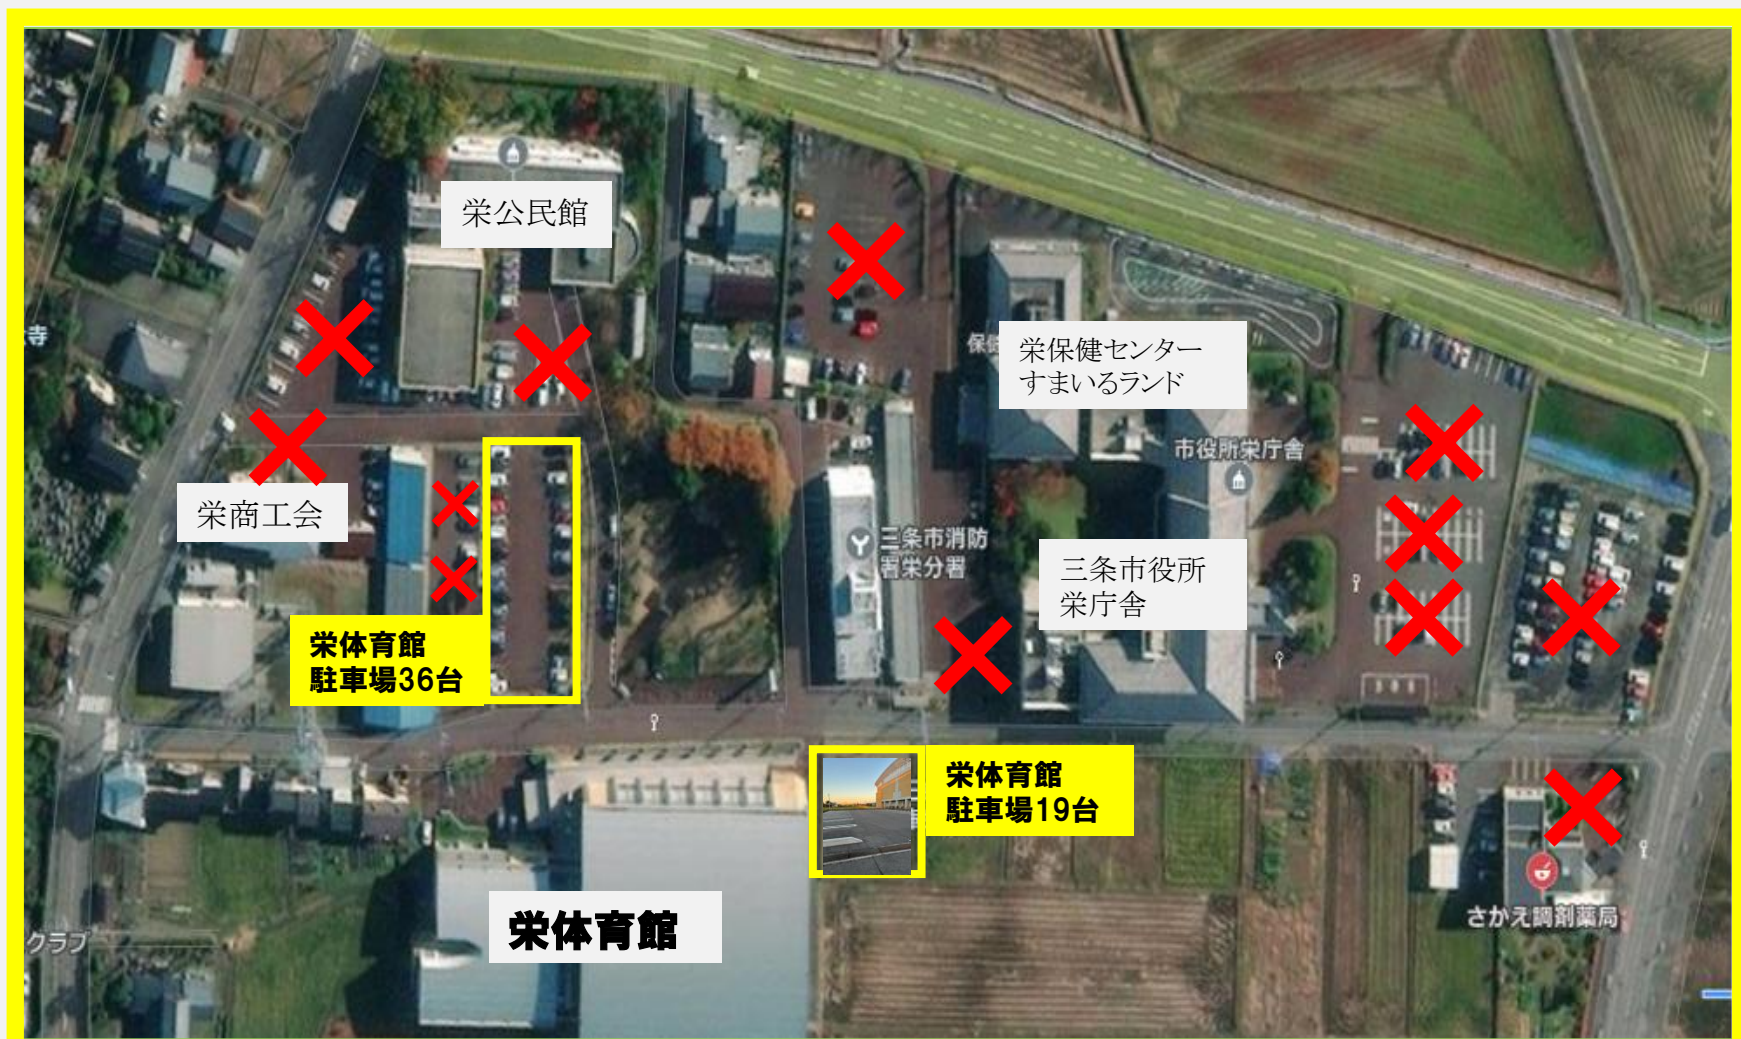 栄公民館
寺
栄保健センター
すまいるランド
市役所栄庁舎
栄商工会
三条市消防
署栄分署
三条市役所
栄庁舎
栄体育館
駐車場36台
栄体育館
駐車場19台
栄体育館
さかえ調剤薬局
クラブ